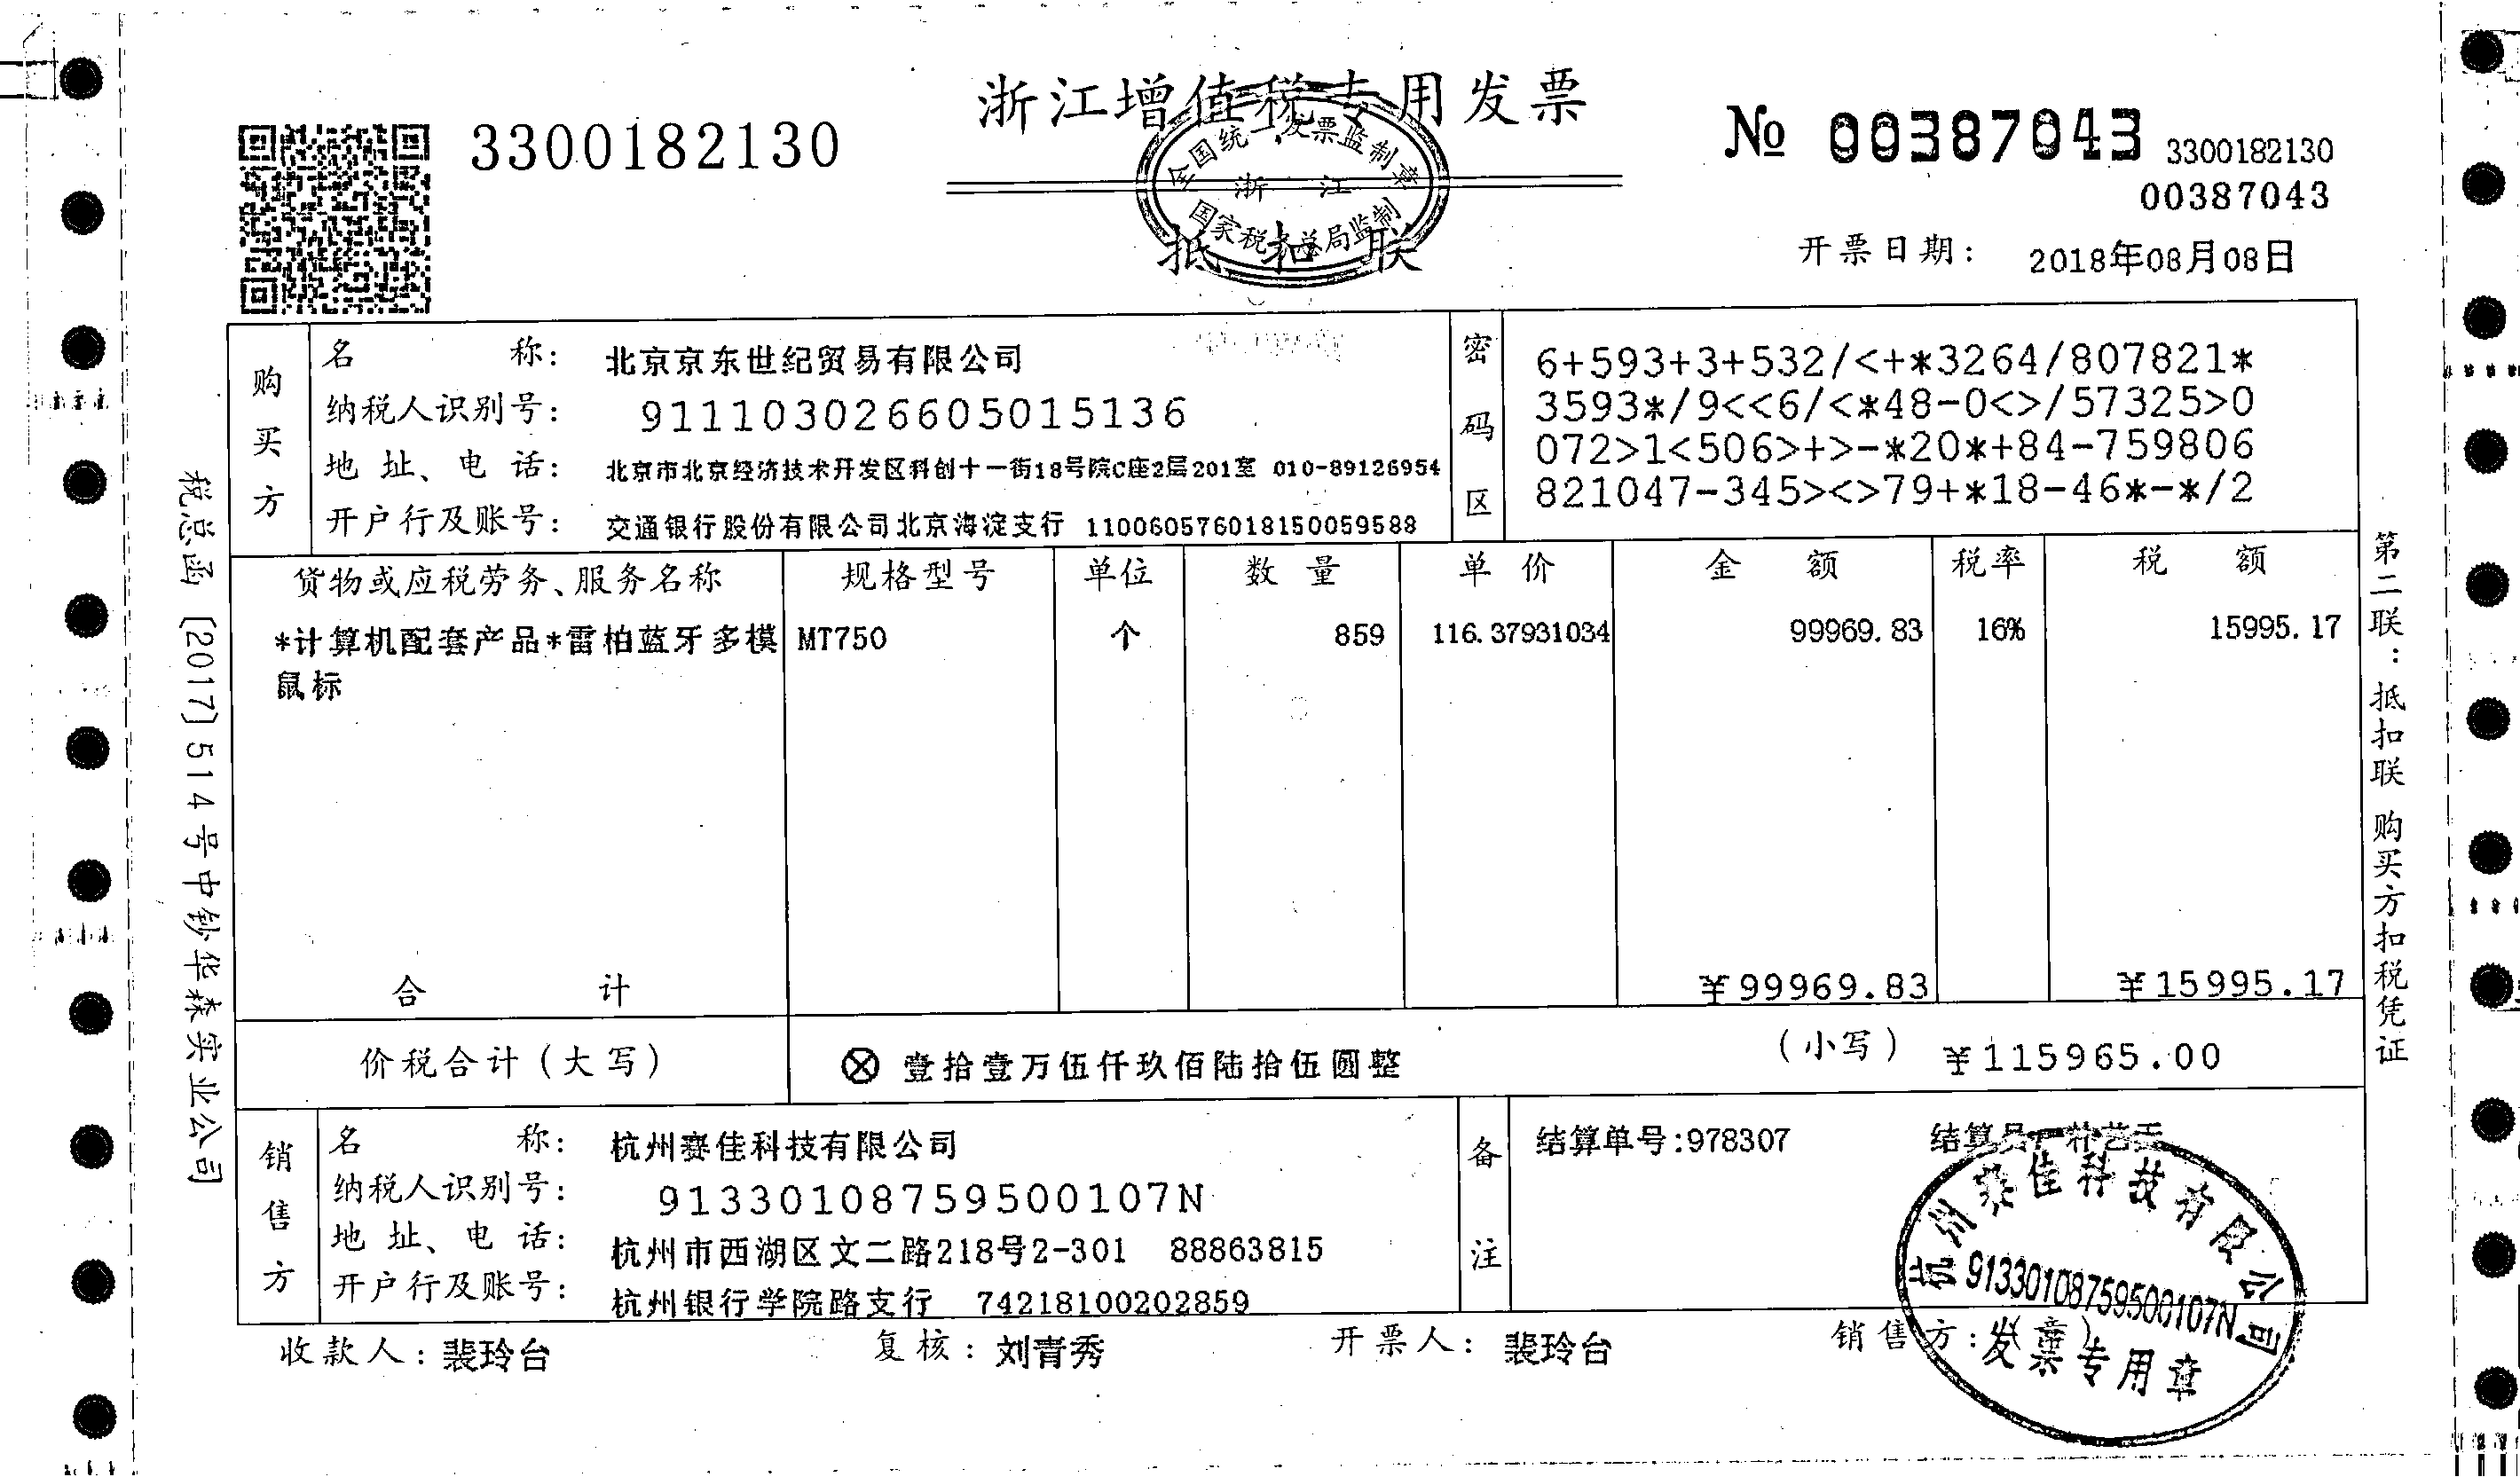 浙江增值税专用发票
3300182130
No 00387043 3300182130
00387043
全国统一发票监制章
浙 江
国家税务总局监制
抵 扣 联
开票日期: 2018年08月08日
购买方
名 称: 北京京东世纪贸易有限公司
纳税人识别号: 911103026605015136
地 址、电 话: 北京市北京经济技术开发区科创十一街18号院C座2层201室 010-89126954
开户行及账号: 交通银行股份有限公司北京海淀支行 110060576018150059588
密码区
6+593+3+532/<+*3264/807821*
3593*/9<<6/<*48-0<>/57325>0
072>1<506>+>-*20*+84-759806
821047-345><>79+*18-46*-*/2
货物或应税劳务、服务名称 规格型号 单位 数 量 单 价 金 额 税率 税 额
*计算机配套产品*雷柏蓝牙多模 MT750 个 859 116.37931034 99969.83 16% 15995.17
鼠标
合 计 ¥99969.83 ¥15995.17
价税合计(大写) ⊗ 壹拾壹万伍仟玖佰陆拾伍圆整 (小写) ¥115965.00
销售方
名 称: 杭州赛佳科技有限公司
纳税人识别号: 91330108759500107N
地 址、电 话: 杭州市西湖区文二路218号2-301 88863815
开户行及账号: 杭州银行学院路支行 74218100202859
备注
结算单号:978307 结算员
收款人: 裴玲台 复核: 刘青秀 开票人: 裴玲台 销售方:(章)
杭州赛佳科技有限公司
91330108759500107N
发票专用章
税总函〔2017〕514号中钞华森实业公司
第二联:抵扣联 购买方扣税凭证